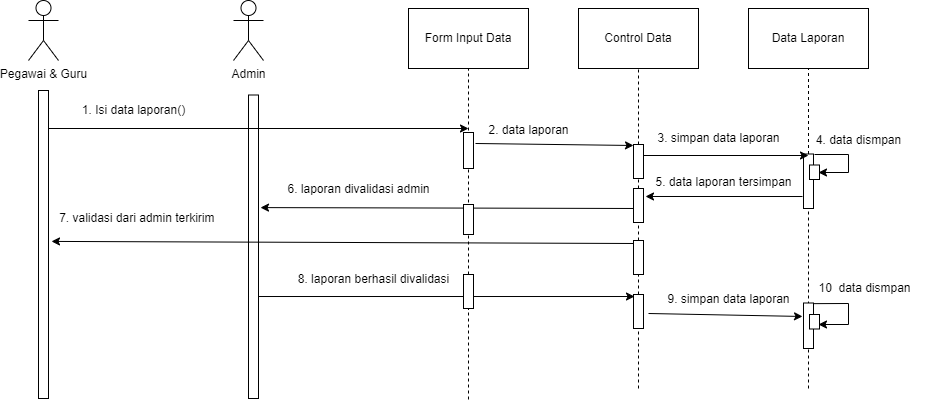 Form Input Data
Control Data
Data Laporan
Pegawai & Guru
Admin
1. Isi data laporan()
2. data laporan
3. simpan data laporan
4. data dismpan
5. data laporan tersimpan
6. laporan divalidasi admin
7. validasi dari admin terkirim
8. laporan berhasil divalidasi
9. simpan data laporan
10 data dismpan